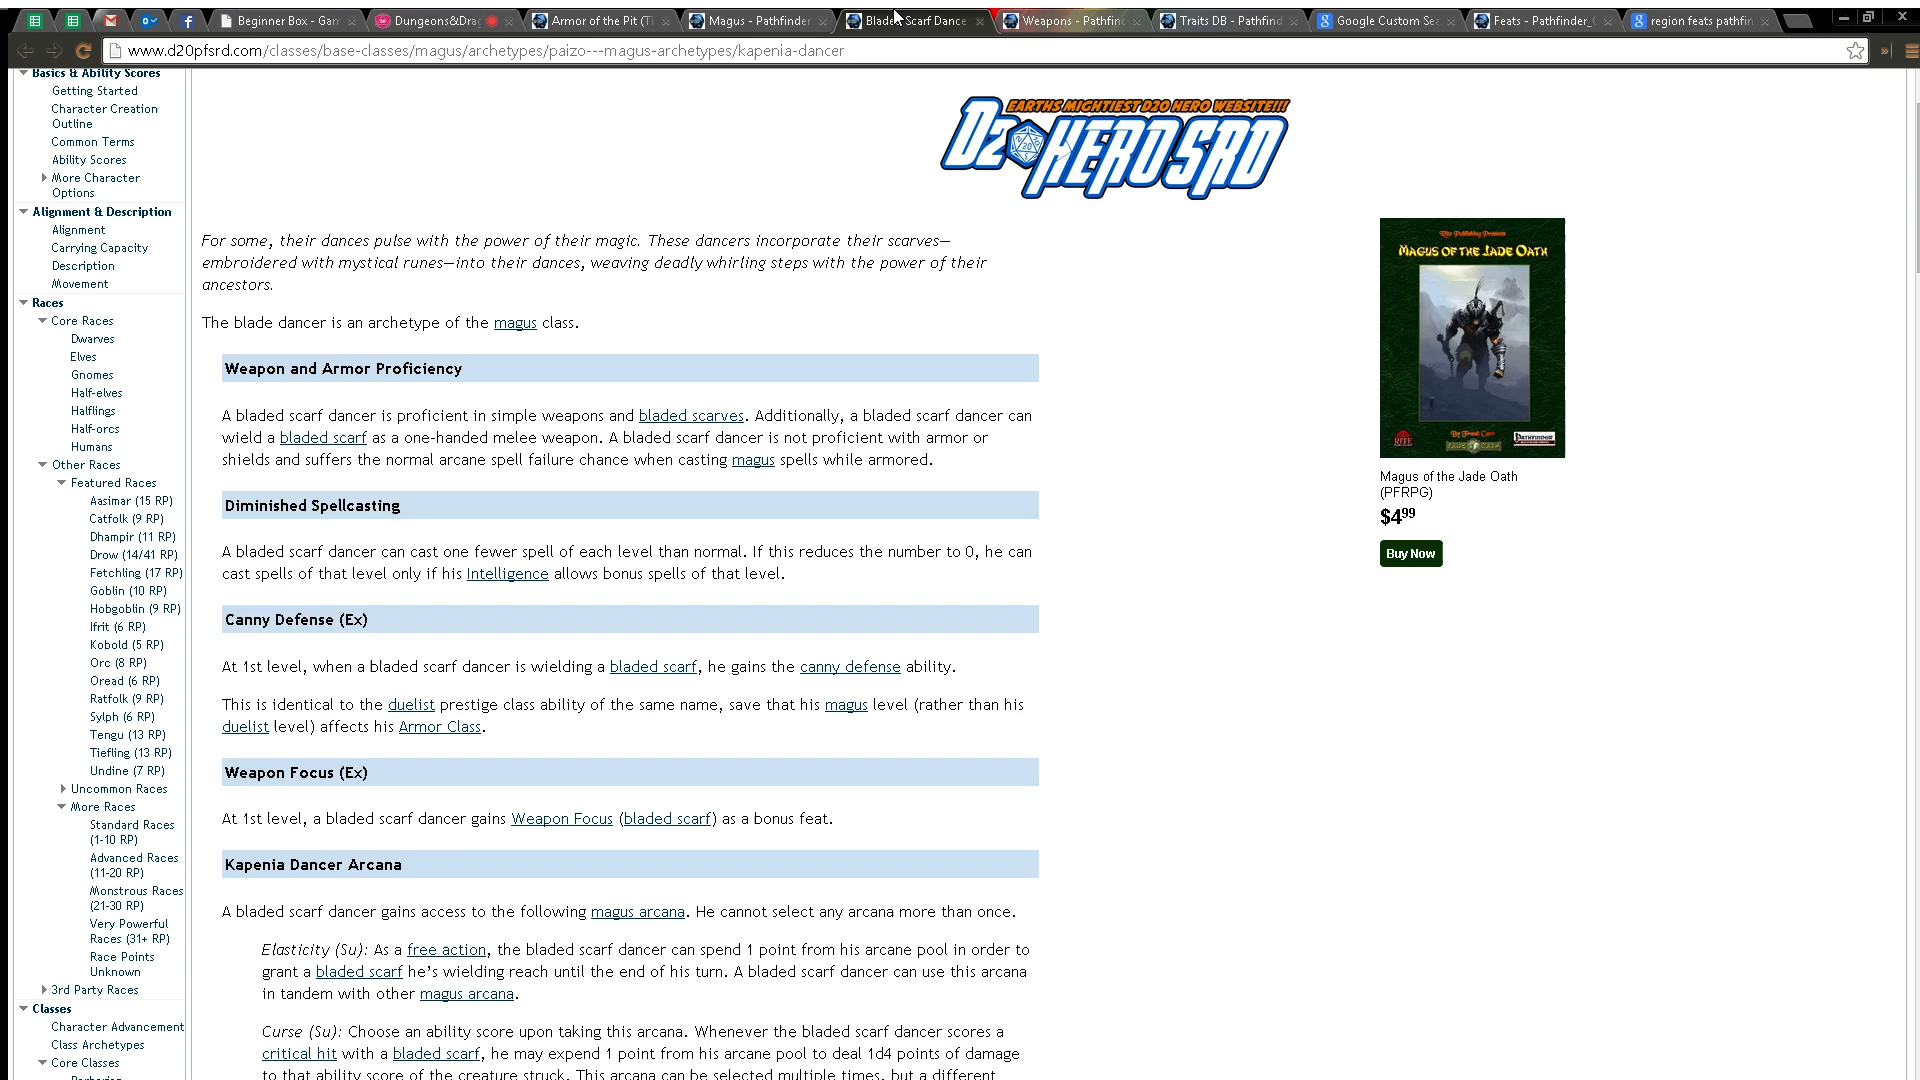 Beginner Box - Gam
Dungeons&Dra
Armor of the Pit (Ti
Magus - Pathfinder
Blade Scarf Dance
Weapons - Pathfind
Traits DB - Pathfind
Google Custom Sea
Feats - Pathfinder_
region feats pathfin
www.d20pfsrd.com/classes/base-classes/magus/archetypes/paizo---magus-archetypes/kapenia-dancer
Basics & Ability Scores
Getting Started
Character Creation
Outline
Common Terms
Ability Scores
More Character
Options
Alignment & Description
Alignment
Carrying Capacity
Description
Movement
Races
Core Races
Dwarves
Elves
Gnomes
Half-elves
Halflings
Half-orcs
Humans
Other Races
Featured Races
Aasimar (15 RP)
Catfolk (9 RP)
Dhampir (11 RP)
Drow (14/41 RP)
Fetchling (17 RP)
Goblin (10 RP)
Hobgoblin (9 RP)
Ifrit (6 RP)
Kobold (5 RP)
Orc (8 RP)
Oread (6 RP)
Ratfolk (9 RP)
Sylph (6 RP)
Tengu (13 RP)
Tiefling (13 RP)
Undine (7 RP)
Uncommon Races
More Races
Standard Races
(1-10 RP)
Advanced Races
(11-20 RP)
Monstrous Races
(21-30 RP)
Very Powerful
Races (31+ RP)
Race Points
Unknown
3rd Party Races
Classes
Character Advancement
Class Archetypes
Core Classes
EARTHS MIGHTIEST D20 HERO WEBSITE!!!
D20 HERO SRD
For some, their dances pulse with the power of their magic. These dancers incorporate their scarves—
embroidered with mystical runes—into their dances, weaving deadly whirling steps with the power of their
ancestors.
The blade dancer is an archetype of the magus class.
Weapon and Armor Proficiency
A bladed scarf dancer is proficient in simple weapons and bladed scarves. Additionally, a bladed scarf dancer can
wield a bladed scarf as a one-handed melee weapon. A bladed scarf dancer is not proficient with armor or
shields and suffers the normal arcane spell failure chance when casting magus spells while armored.
Diminished Spellcasting
A bladed scarf dancer can cast one fewer spell of each level than normal. If this reduces the number to 0, he can
cast spells of that level only if his Intelligence allows bonus spells of that level.
Canny Defense (Ex)
At 1st level, when a bladed scarf dancer is wielding a bladed scarf, he gains the canny defense ability.
This is identical to the duelist prestige class ability of the same name, save that his magus level (rather than his
duelist level) affects his Armor Class.
Weapon Focus (Ex)
At 1st level, a bladed scarf dancer gains Weapon Focus (bladed scarf) as a bonus feat.
Kapenia Dancer Arcana
A bladed scarf dancer gains access to the following magus arcana. He cannot select any arcana more than once.
Elasticity (Su): As a free action, the bladed scarf dancer can spend 1 point from his arcane pool in order to
grant a bladed scarf he's wielding reach until the end of his turn. A bladed scarf dancer can use this arcana
in tandem with other magus arcana.
Curse (Su): Choose an ability score upon taking this arcana. Whenever the bladed scarf dancer scores a
critical hit with a bladed scarf, he may expend 1 point from his arcane pool to deal 1d4 points of damage
to that ability score of the creature struck. This arcana can be selected multiple times, but a different
Rite Publishing Presents
MAGUS OF THE JADE OATH
RITE
JADE OATH
PATHFINDER
Magus of the Jade Oath
(PFRPG)
$4.99
Buy Now